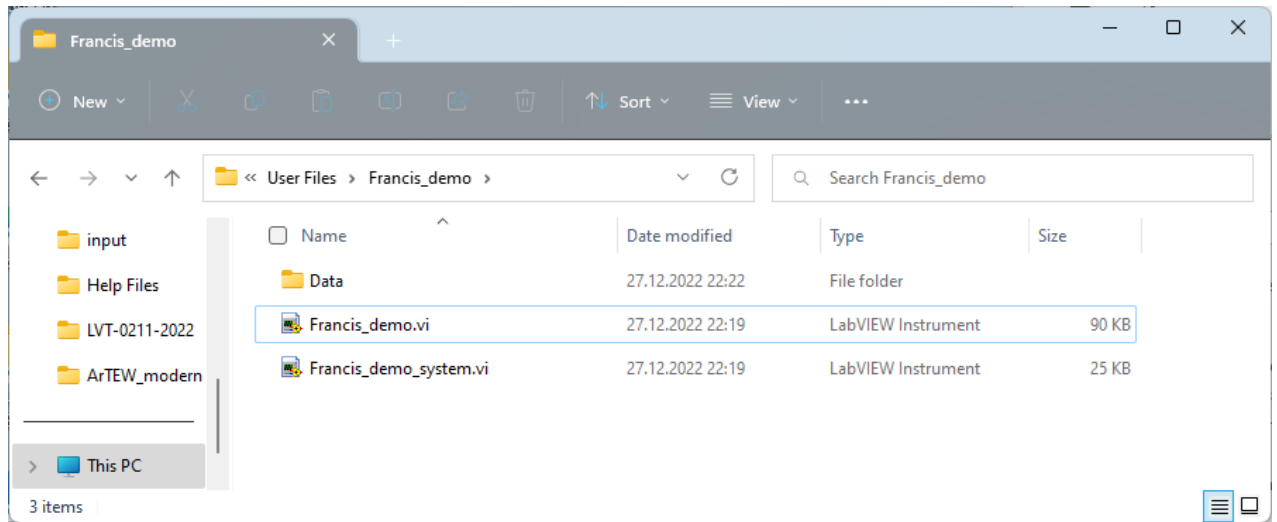 Francis_demo
New Sort View
« User Files > Francis_demo > Search Francis_demo
input
Help Files
LVT-0211-2022
ArTEW_modern
This PC
Name Date modified Type Size
Data 27.12.2022 22:22 File folder
Francis_demo.vi 27.12.2022 22:19 LabVIEW Instrument 90 KB
Francis_demo_system.vi 27.12.2022 22:19 LabVIEW Instrument 25 KB
3 items